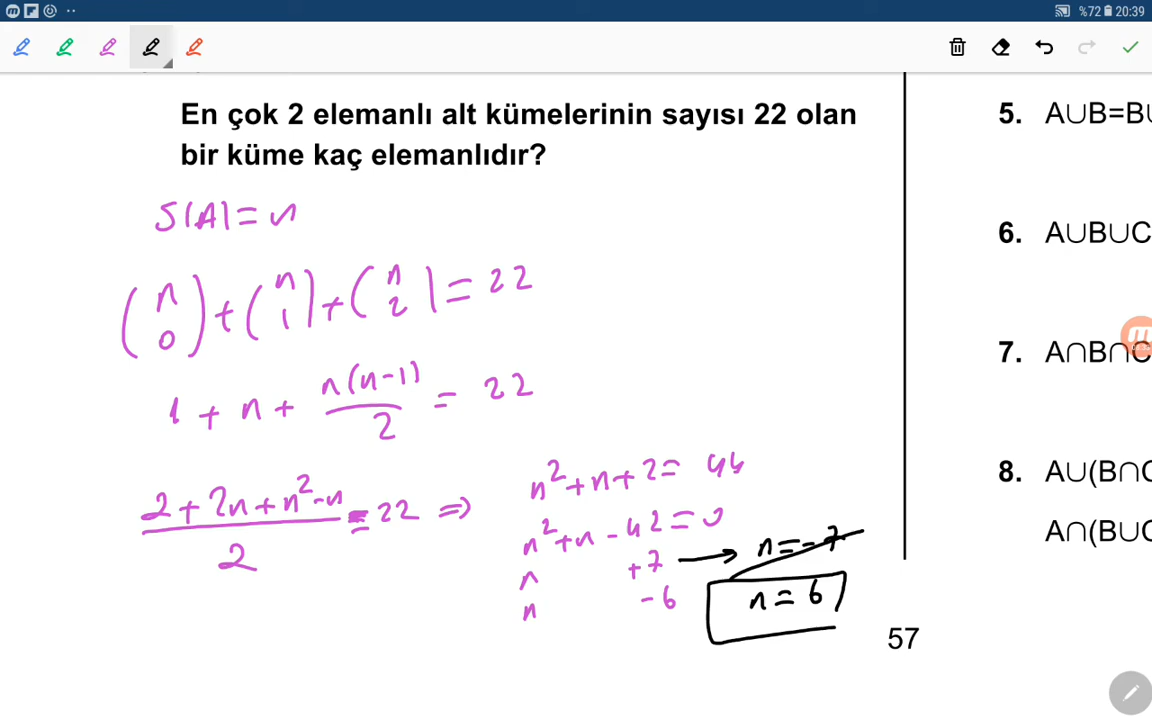 %72 20:39
En çok 2 elemanlı alt kümelerinin sayısı 22 olan
bir küme kaç elemanlıdır?
S(A) = n
(n 0) + (n 1) + (n 2) = 22
1 + n + n(n-1)/2 = 22
(2 + 2n + n² - n)/2 = 22 ⇒ n² + n + 2 = 44
n² + n - 42 = 0
n +7 → n = -7
n -6 n = 6
5. A∪B=B∪
6. A∪B∪C
7. A∩B∩C
8. A∪(B∩C
A∩(B∪C
57